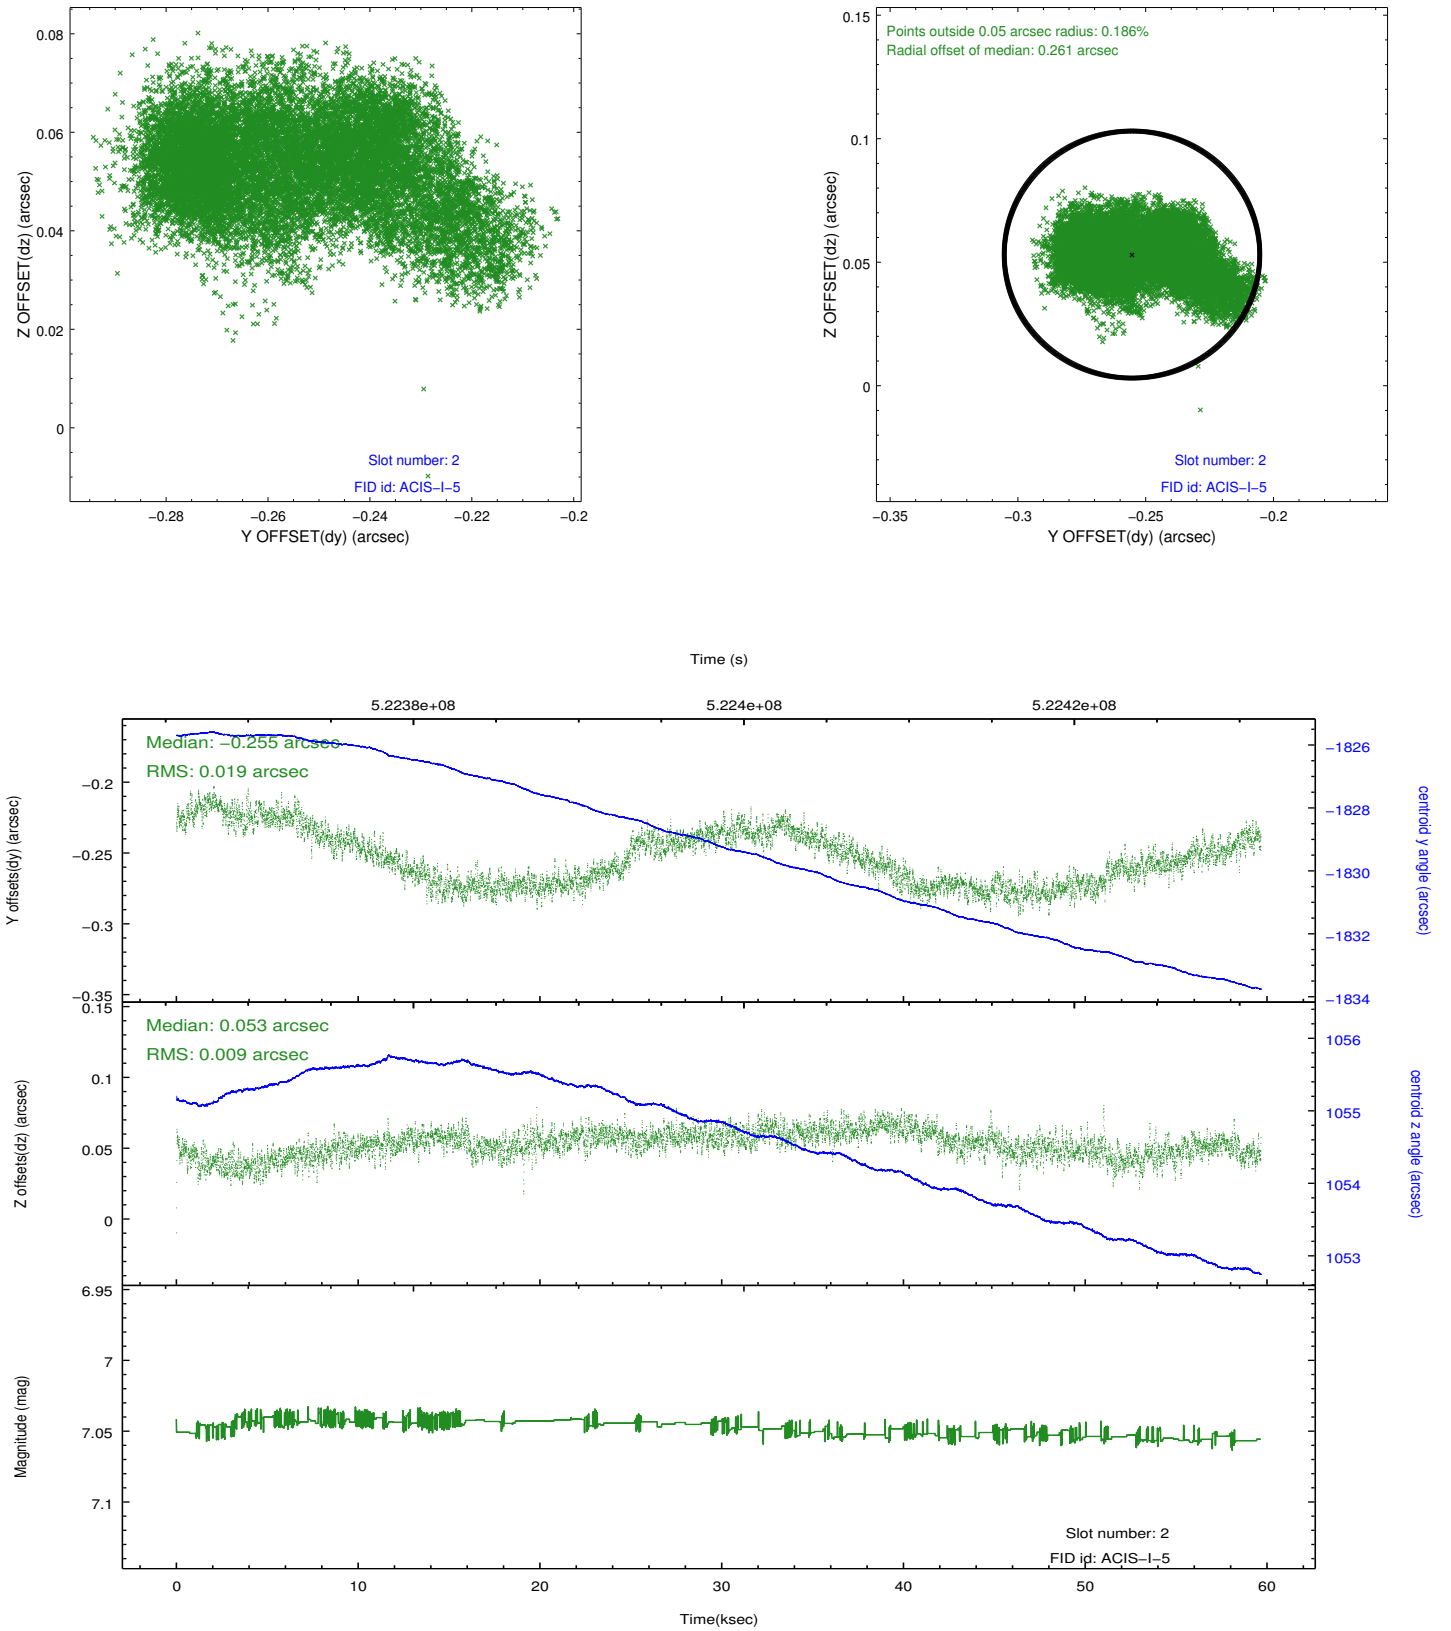 0.08
0.06
0.04
0.02
0
Z OFFSET(dz) (arcsec)
Slot number: 2
FID id: ACIS−I−5
−0.28
−0.26
−0.24
−0.22
−0.2
Y OFFSET(dy) (arcsec)
0.15
0.1
0.05
0
Z OFFSET(dz) (arcsec)
Points outside 0.05 arcsec radius: 0.186%
Radial offset of median: 0.261 arcsec
Slot number: 2
FID id: ACIS−I−5
−0.35
−0.3
−0.25
−0.2
Y OFFSET(dy) (arcsec)
Time (s)
5.2238e+08
5.224e+08
5.2242e+08
Median: −0.255 arcsec
RMS: 0.019 arcsec
−0.2
−0.25
−0.3
−0.35
Y offsets(dy) (arcsec)
−1826
−1828
−1830
−1832
−1834
centroid y angle (arcsec)
Median: 0.053 arcsec
RMS: 0.009 arcsec
0.15
0.1
0.05
0
Z offsets(dz) (arcsec)
1056
1055
1054
1053
centroid z angle (arcsec)
6.95
7
7.05
7.1
Magnitude (mag)
Slot number: 2
FID id: ACIS−I−5
0
10
20
30
40
50
60
Time(ksec)